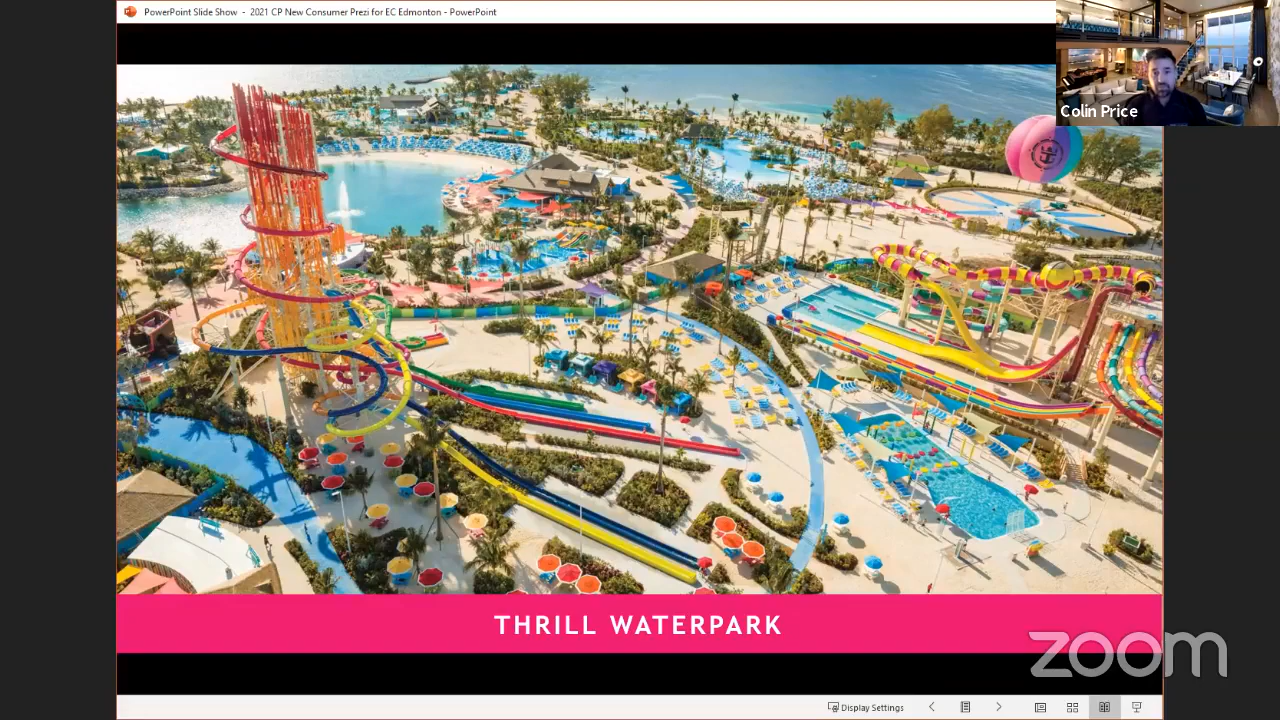 PowerPoint Slide Show - 2021 CP New Consumer Prezi for EC Edmonton - PowerPoint
Colin Price
THRILL WATERPARK
zoom
Display Settings